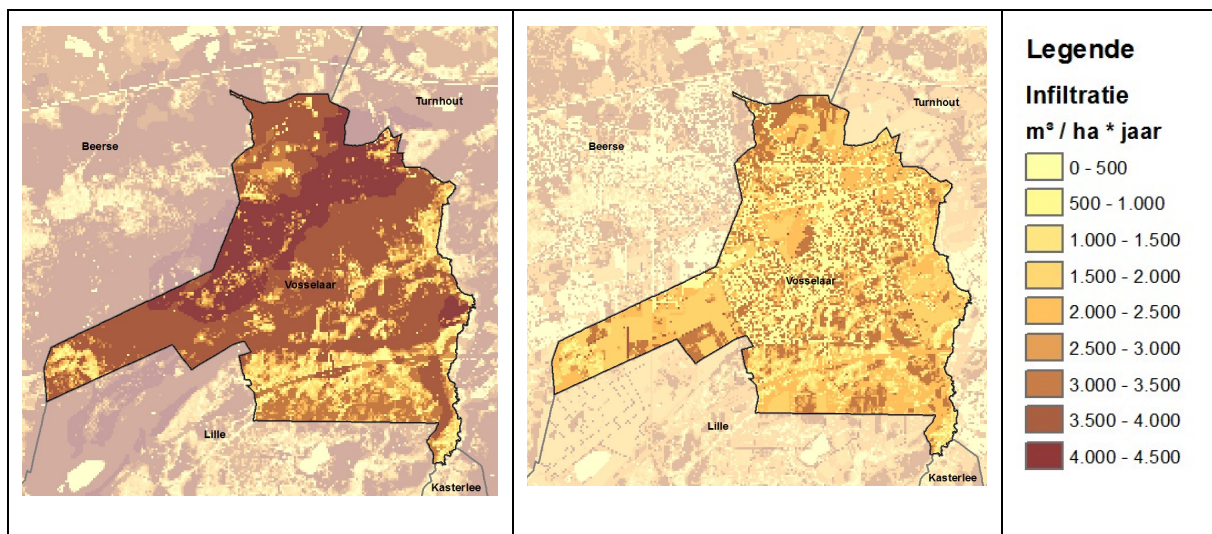 Turnhout
Beerse
Vosselaar
Lille
Kasterlee
Turnhout
Beerse
Vosselaar
Lille
Kasterlee
Legende
Infiltratie
m³ / ha * jaar
0 - 500
500 - 1.000
1.000 - 1.500
1.500 - 2.000
2.000 - 2.500
2.500 - 3.000
3.000 - 3.500
3.500 - 4.000
4.000 - 4.500